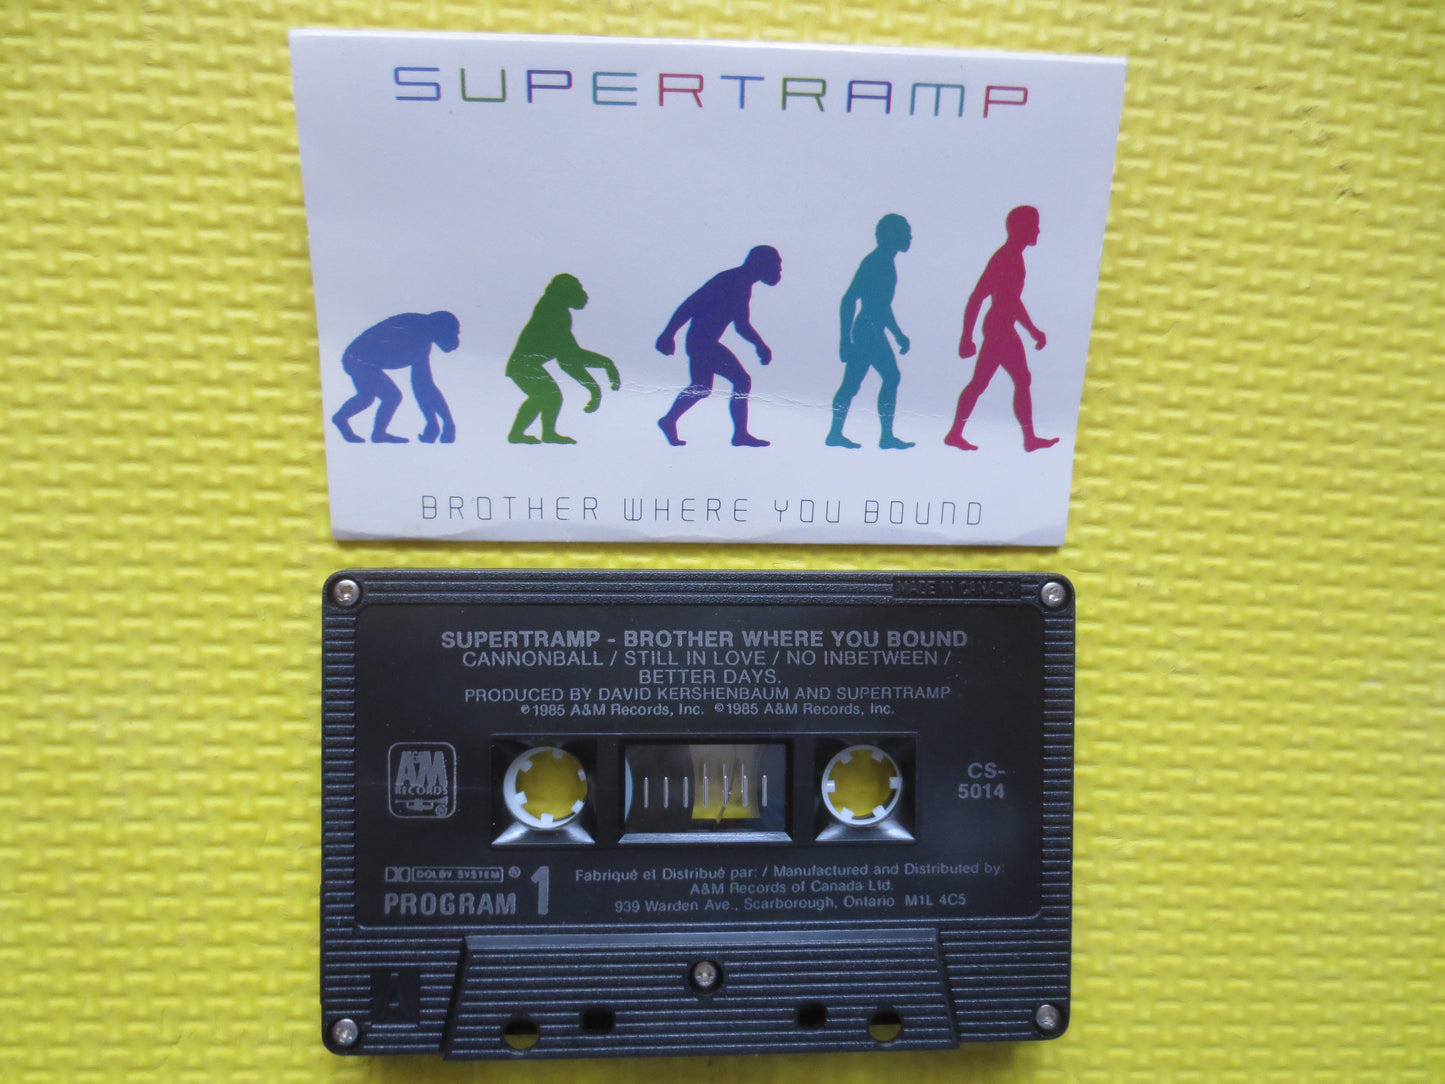 SUPERTRAMP
BROTHER WHERE YOU BOUND
MADE IN CANADA
SUPERTRAMP - BROTHER WHERE YOU BOUND
CANNONBALL / STILL IN LOVE / NO INBETWEEN /
BETTER DAYS.
PRODUCED BY DAVID KERSHENBAUM AND SUPERTRAMP
℗1985 A&M Records, Inc. ©1985 A&M Records, Inc.
A&M
RECORDS
®
CS-
5014
DOLBY SYSTEM ®
PROGRAM 1
Fabriqué et Distribué par: / Manufactured and Distributed by:
A&M Records of Canada Ltd.
939 Warden Ave., Scarborough, Ontario M1L 4C5
A